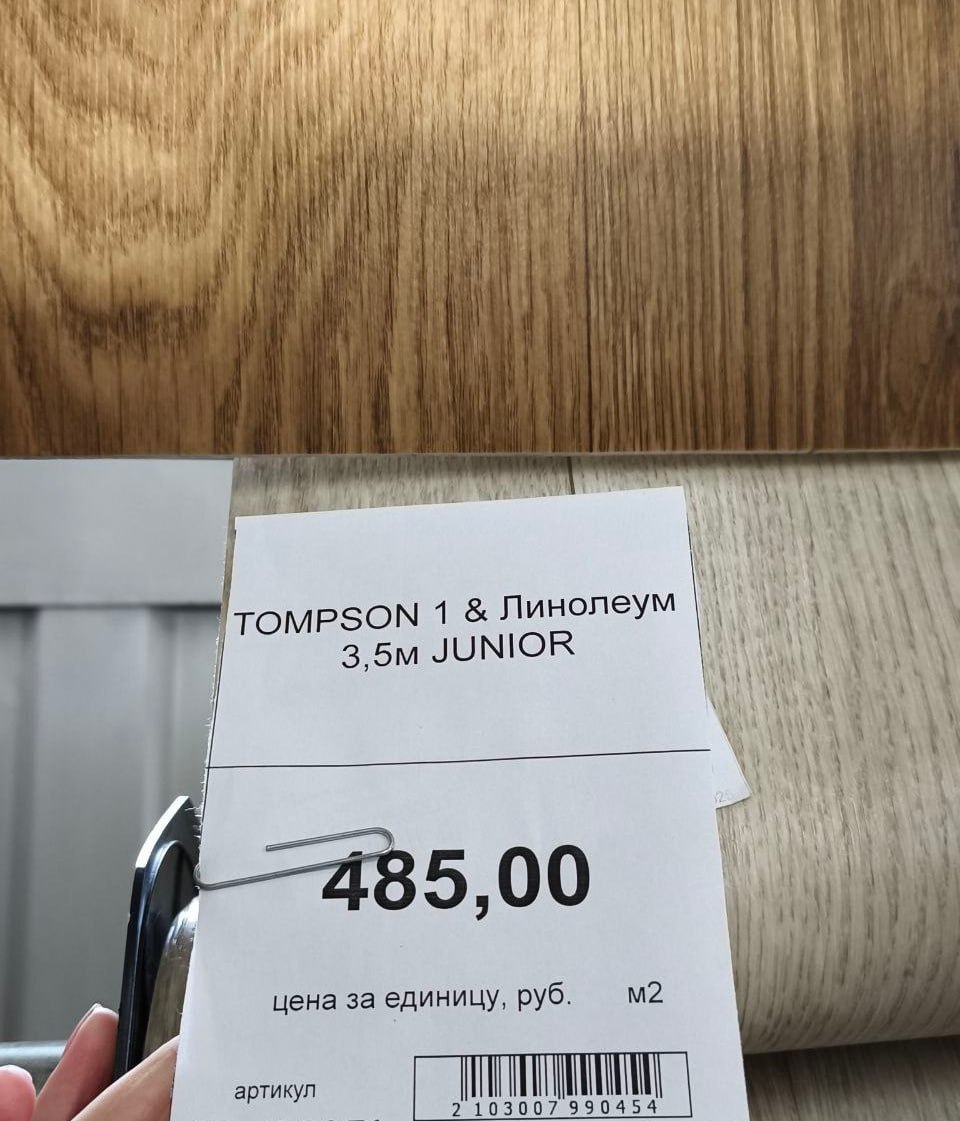 TOMPSON 1 & Линолеум
3,5м JUNIOR
485,00
цена за единицу, руб. м2
артикул
2 103007 990454